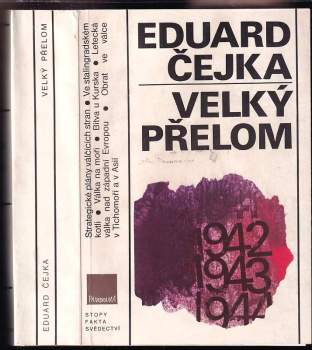 EDUARD
ČEJKA
VELKÝ
PŘELOM
1942
1943
1944
Strategické plány válčících stran ● Ve stalingradském
kotli ● Válka na moři ● Bitva u Kurska ● Letecká
válka nad západní Evropou ● Obrat ve válce
v Tichomoří a v Asii
PANORAMA
STOPY
FAKTA
SVĚDECTVÍ
EDUARD ČEJKA
VELKÝ PŘELOM